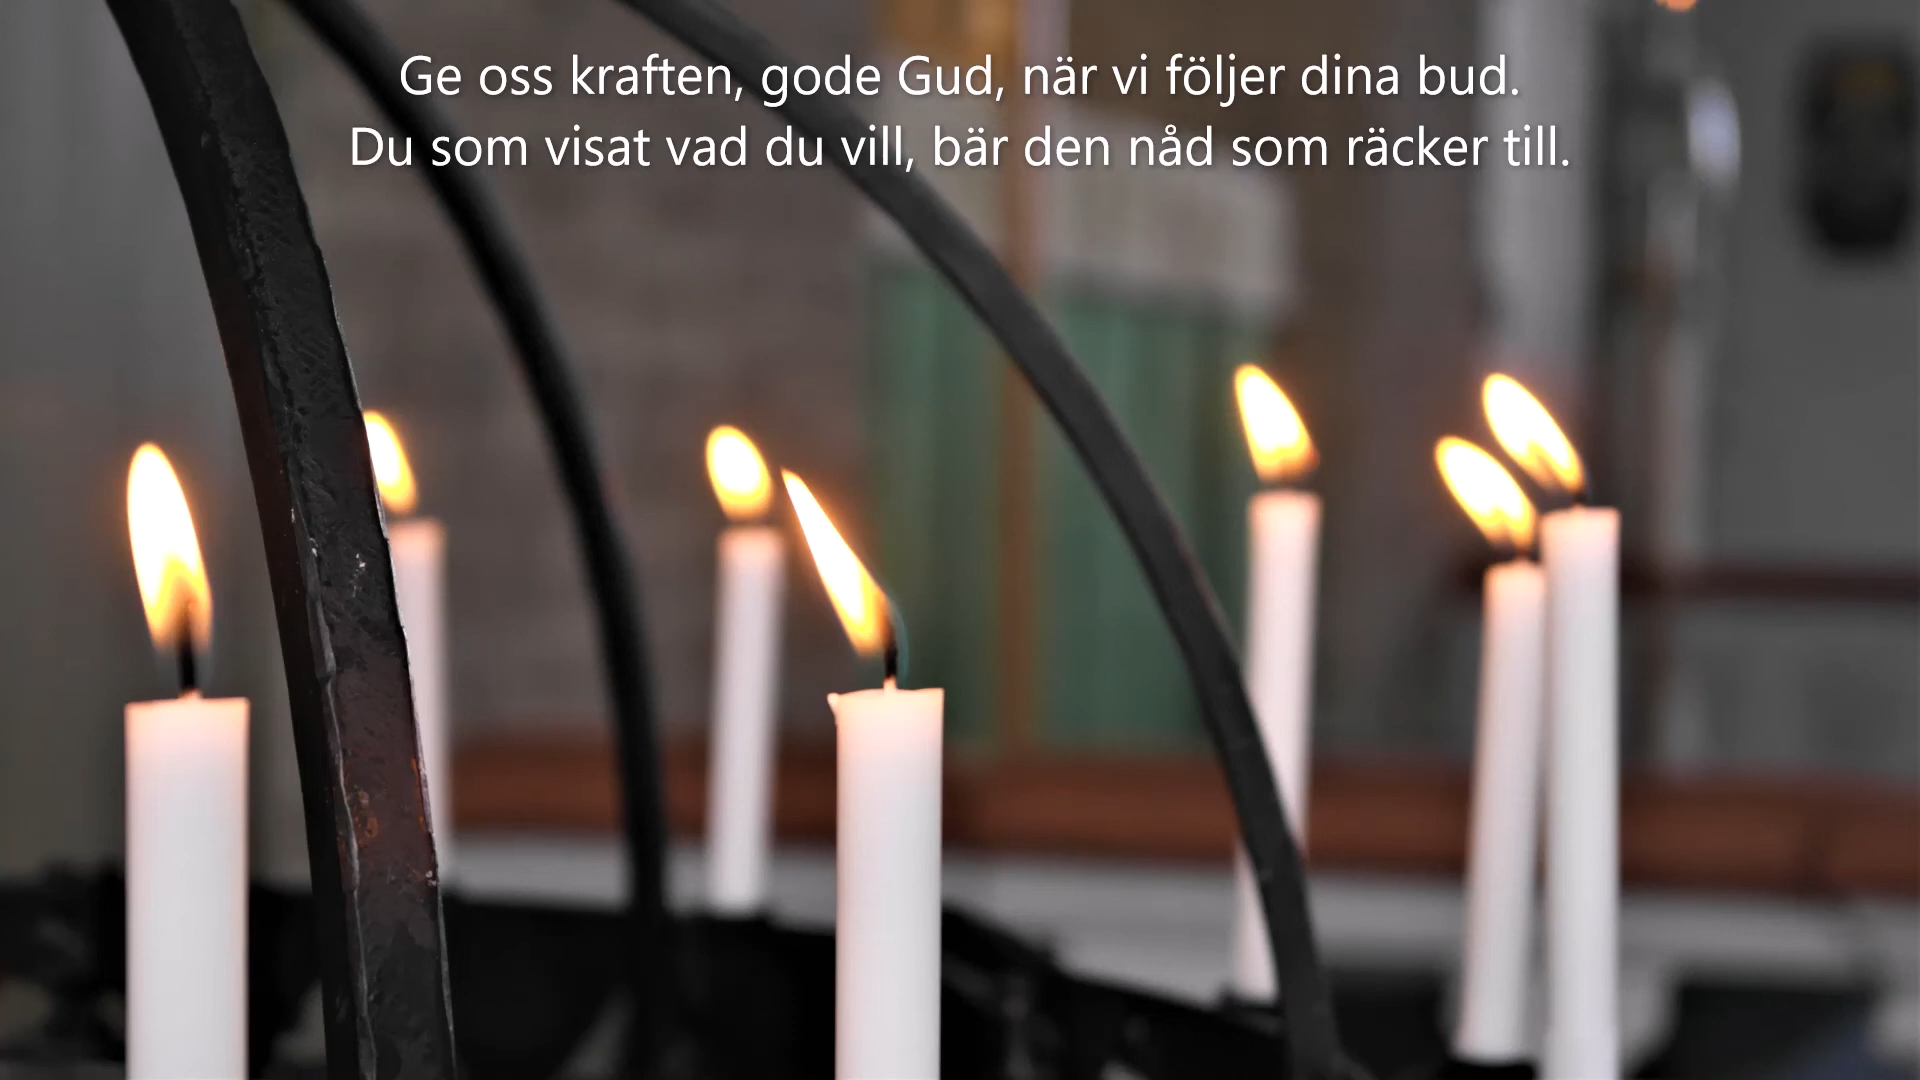 Ge oss kraften, gode Gud, när vi följer dina bud.
Du som visat vad du vill, bär den nåd som räcker till.